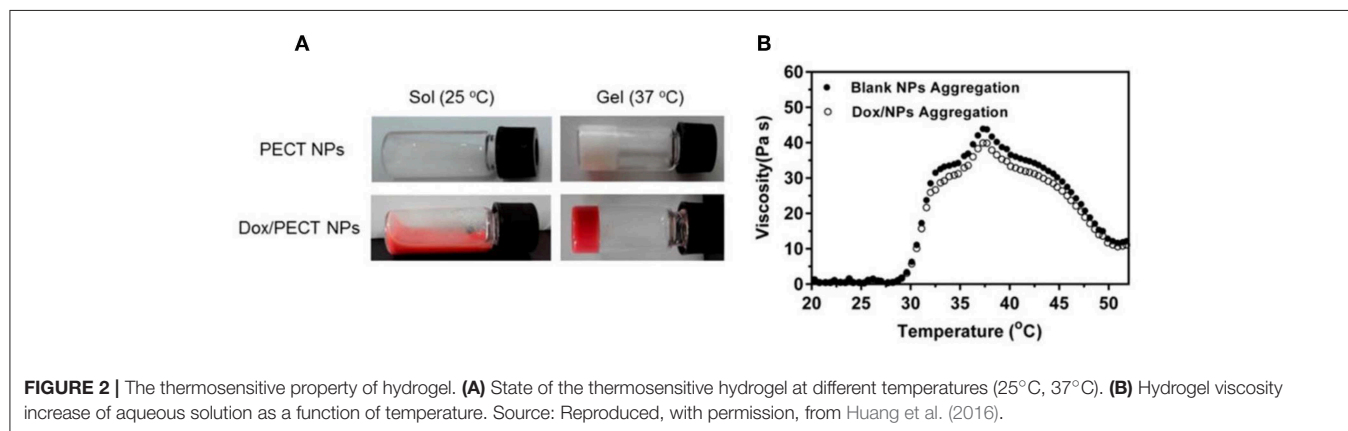 A
B
Sol (25 °C)
Gel (37 °C)
PECT NPs
Dox/PECT NPs
60
50
40
30
20
10
0
Viscosity(Pa s)
Blank NPs Aggregation
Dox/NPs Aggregation
20 25 30 35 40 45 50
Temperature (°C)
FIGURE 2 | The thermosensitive property of hydrogel. (A) State of the thermosensitive hydrogel at different temperatures (25°C, 37°C). (B) Hydrogel viscosity
increase of aqueous solution as a function of temperature. Source: Reproduced, with permission, from Huang et al. (2016).